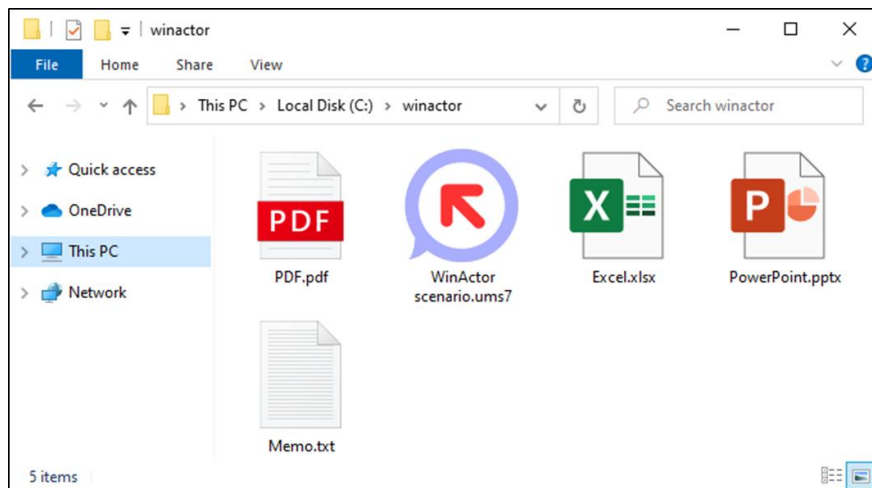 winactor
File Home Share View
This PC > Local Disk (C:) > winactor
Search winactor
Quick access
OneDrive
This PC
Network
PDF
PDF.pdf
WinActor
scenario.ums7
X
Excel.xlsx
P
PowerPoint.pptx
Memo.txt
5 items